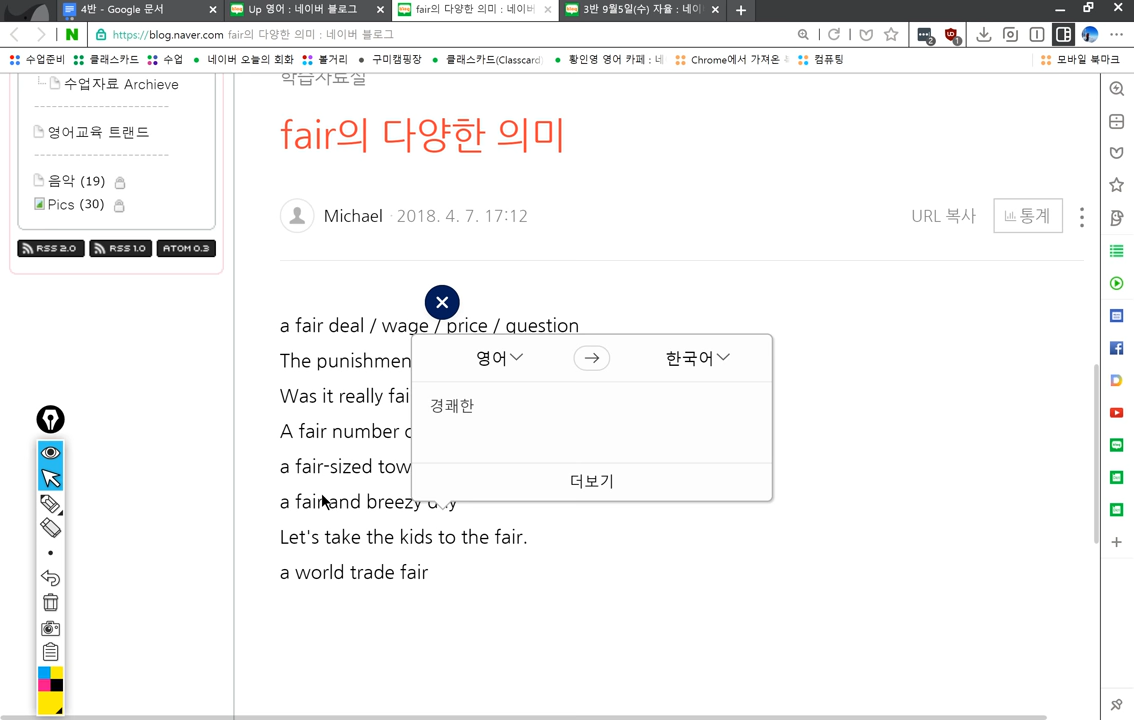 4반 - Google 문서
Up 영어 : 네이버 블로그
fair의 다양한 의미 : 네이버
3반 9월5일(수) 자율 : 네이
https://blog.naver.com fair의 다양한 의미 : 네이버 블로그
수업준비
클래스카드
수업
네이버 오늘의 회화
볼거리
구미캠핑장
클래스카드(Classcard)
황인영 영어 카페 : 네
Chrome에서 가져온
컴퓨팅
모바일 북마크
수업자료 Archieve
영어교육 트랜드
음악 (19)
Pics (30)
RSS 2.0
RSS 1.0
ATOM 0.3
학습자료실
fair의 다양한 의미
Michael · 2018. 4. 7. 17:12
URL 복사
통계
a fair deal / wage / price / question
The punishmen
Was it really fai
A fair number
a fair-sized tow
a fair and breezy day
Let's take the kids to the fair.
a world trade fair
영어
한국어
경쾌한
더보기